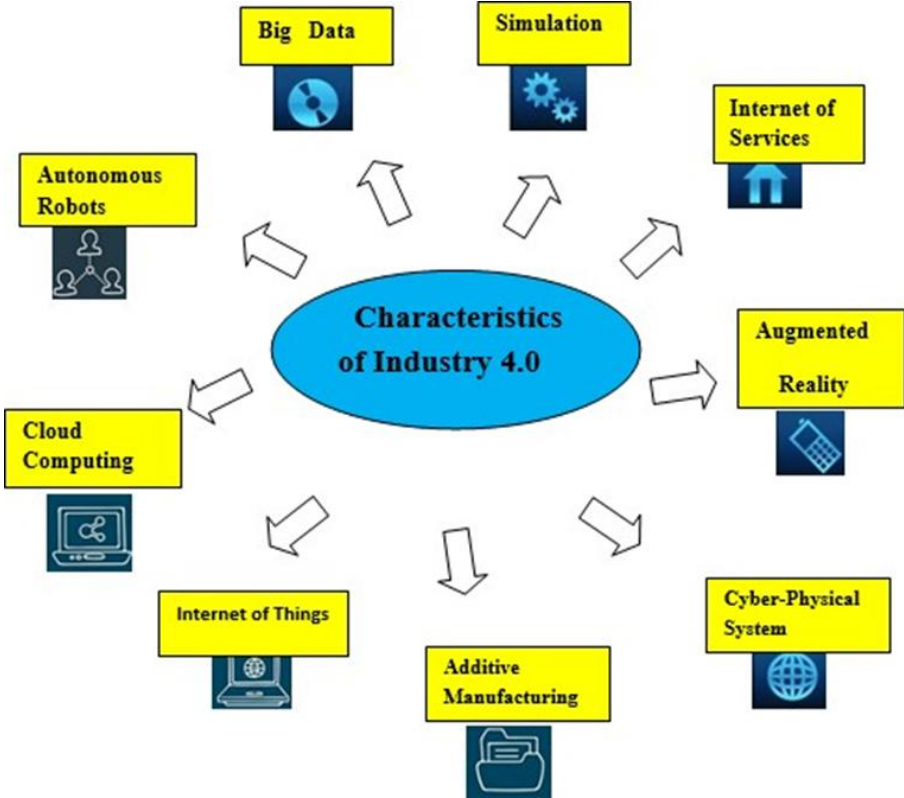 Big Data
Simulation
Internet of
Services
Autonomous
Robots
Characteristics
of Industry 4.0
Augmented
Reality
Cloud
Computing
Internet of Things
Cyber-Physical
System
Additive
Manufacturing